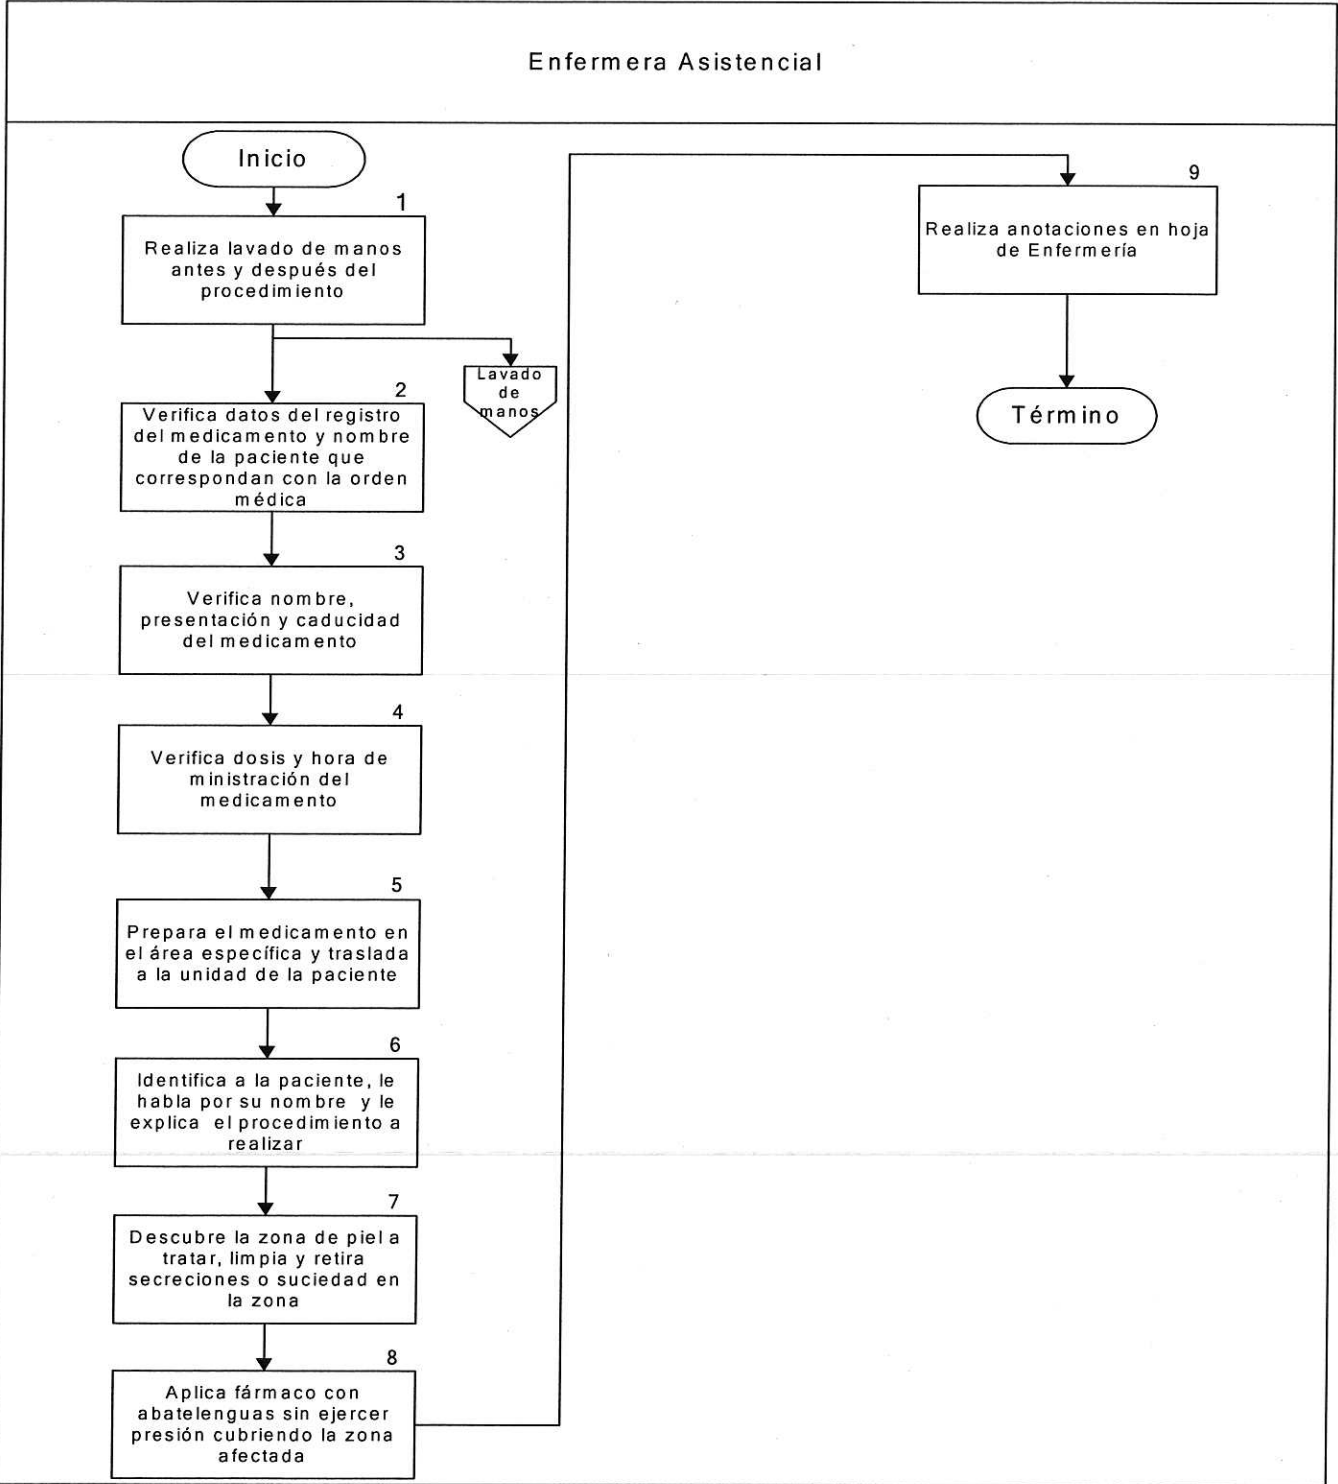 Enfermera Asistencial
Inicio
1
Realiza lavado de manos
antes y después del
procedimiento
Lavado
de
manos
2
Verifica datos del registro
del medicamento y nombre
de la paciente que
correspondan con la orden
médica
3
Verifica nombre,
presentación y caducidad
del medicamento
4
Verifica dosis y hora de
ministración del
medicamento
5
Prepara el medicamento en
el área específica y traslada
a la unidad de la paciente
6
Identifica a la paciente, le
habla por su nombre y le
explica el procedimiento a
realizar
7
Descubre la zona de piel a
tratar, limpia y retira
secreciones o suciedad en
la zona
8
Aplica fármaco con
abatelenguas sin ejercer
presión cubriendo la zona
afectada
9
Realiza anotaciones en hoja
de Enfermería
Término